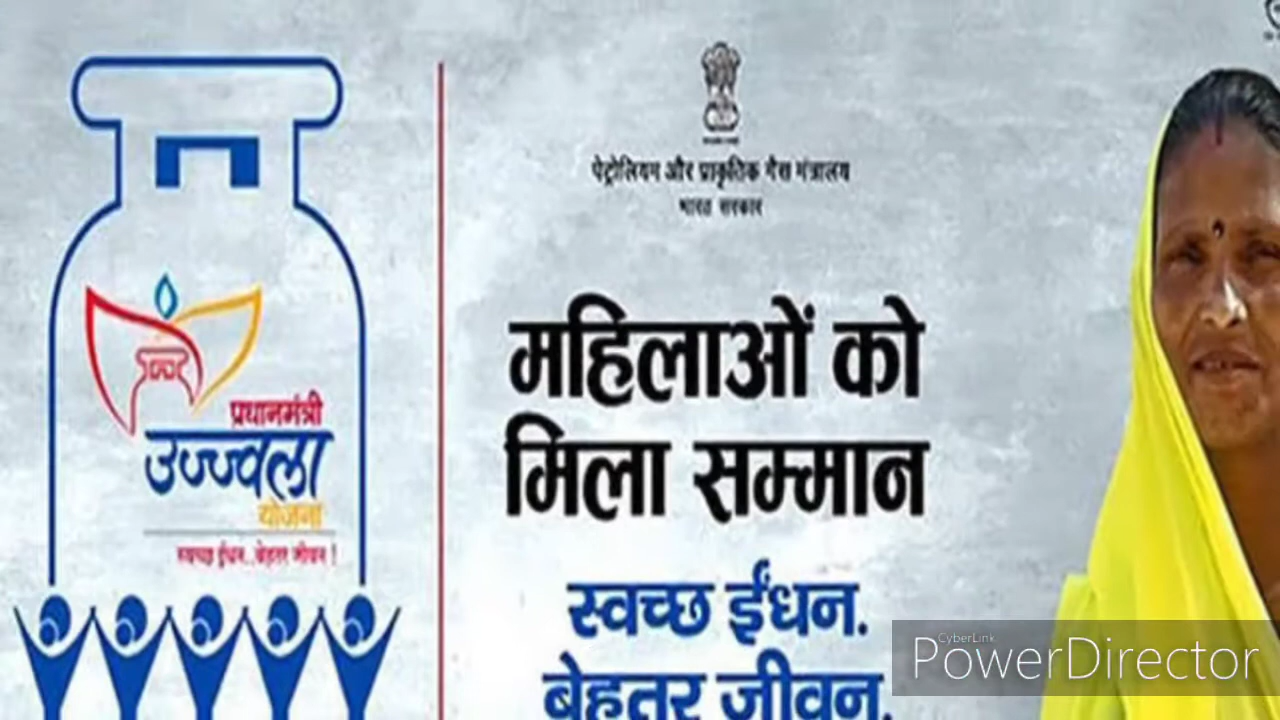 पेट्रोलियम और प्राकृतिक गैस मंत्रालय
भारत सरकार
प्रधानमंत्री
उज्ज्वला
योजना
स्वच्छ ईंधन..बेहतर जीवन !
महिलाओं को
मिला सम्मान
स्वच्छ ईंधन.
बेहतर जीवन.
CyberLink
PowerDirector